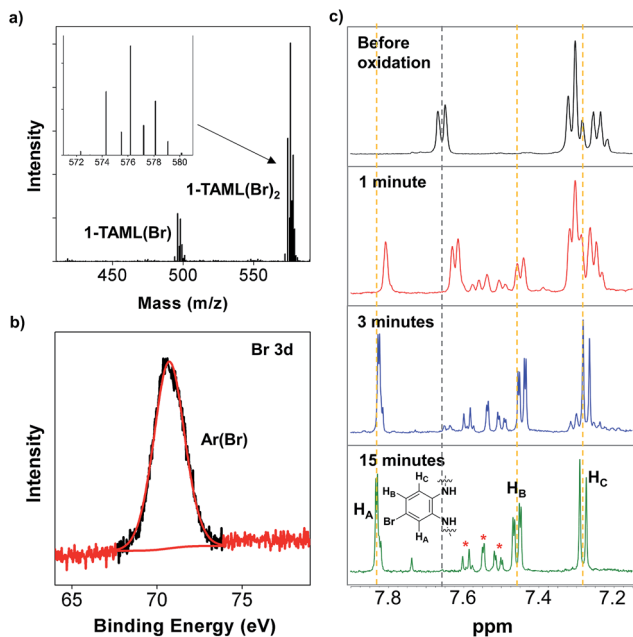 a)
Intensity
572 574 576 578 580
1-TAML(Br)₂
1-TAML(Br)
450 500 550
Mass (m/z)
b)
Intensity
Br 3d
Ar(Br)
65 70 75
Binding Energy (eV)
c)
Before
oxidation
1 minute
3 minutes
15 minutes
H_A
H_C
H_B
NH
Br
NH
H_A
* * *
H_B
H_C
7.8 7.6 7.4 7.2
ppm